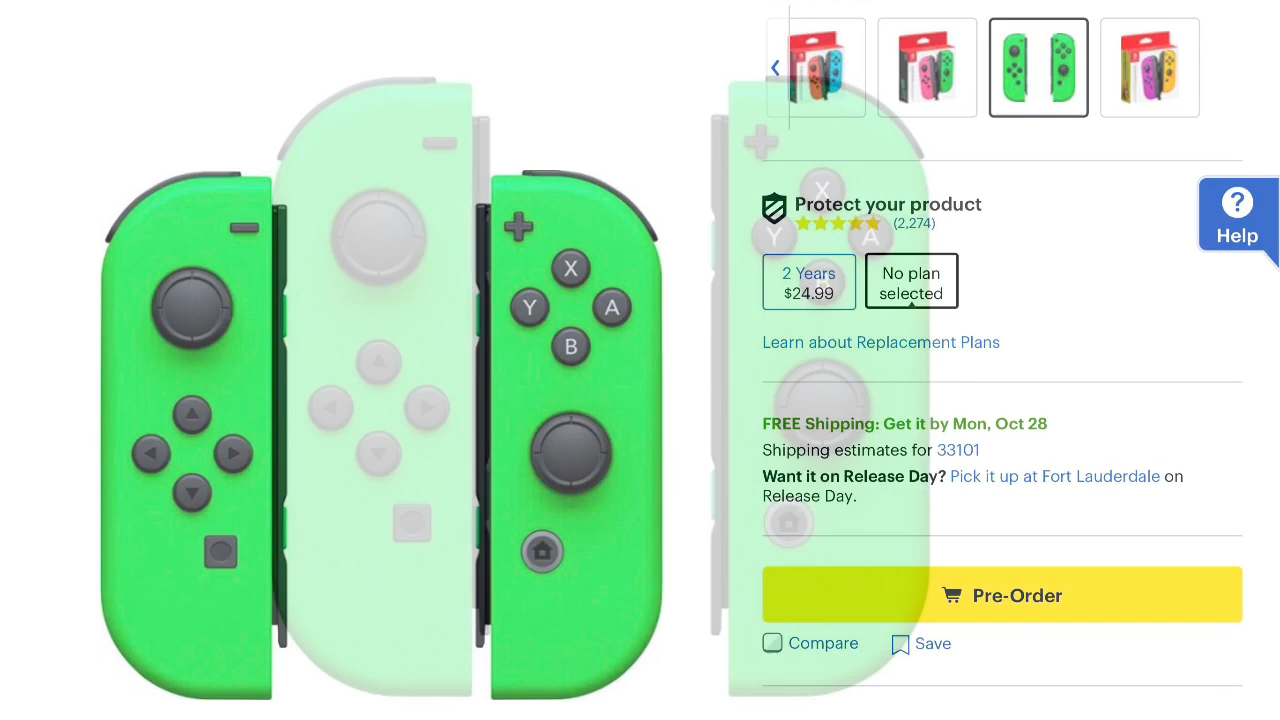 X
Y
A
B
X
Y
A
Protect your product
(2,274)
2 Years
$24.99
No plan
selected
Learn about Replacement Plans
FREE Shipping: Get it by Mon, Oct 28
Shipping estimates for 33101
Want it on Release Day? Pick it up at Fort Lauderdale on
Release Day.
Pre-Order
Compare
Save
?
Help